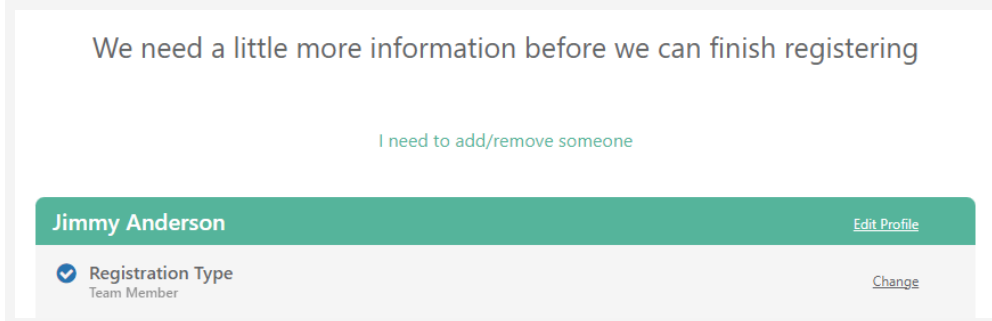 We need a little more information before we can finish registering
I need to add/remove someone
Jimmy Anderson
Edit Profile
Registration Type
Change
Team Member